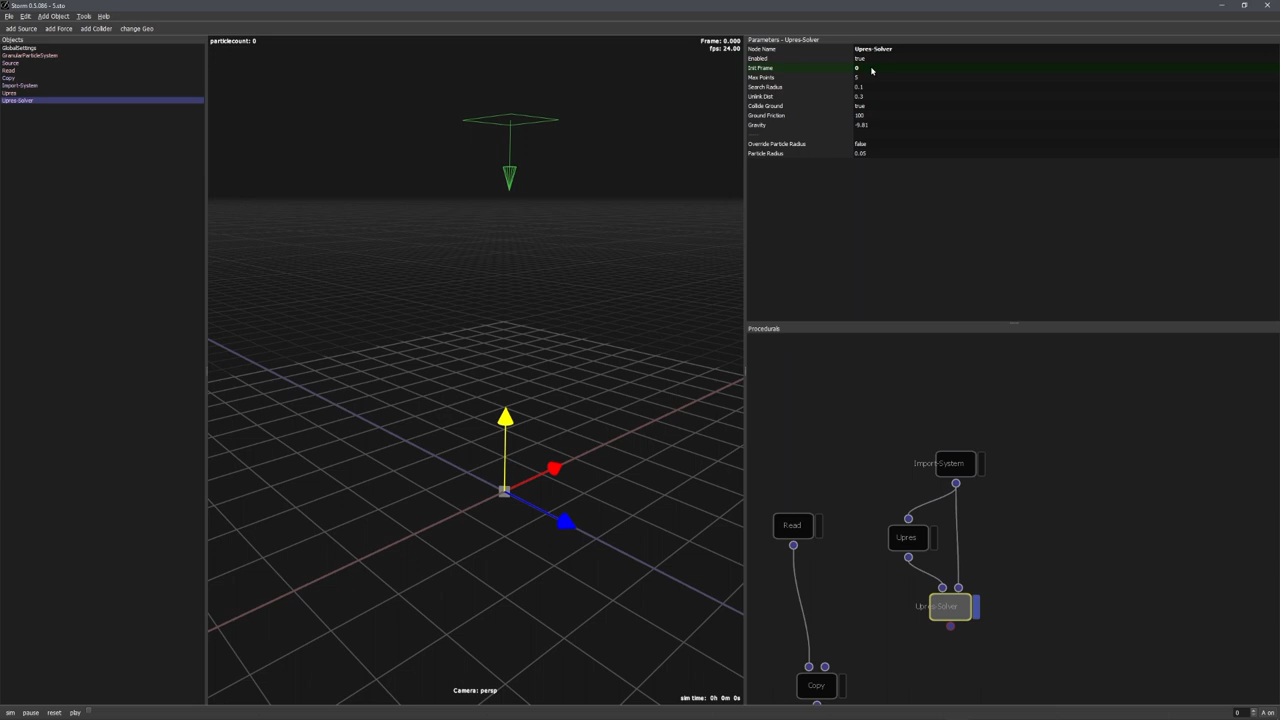 Storm 0.5.086 - 5.sto
File Edit Add Object Tools Help
add Source add Force add Collider change Geo
Objects
GlobalSettings
GranularParticleSystem
Source
Read
Copy
Import-System
Upres
Upres-Solver
particlecount: 0
Frame: 0.000
fps: 24.00
Camera: persp
sim time: 0h 0m 0s
Parameters - Upres-Solver
Node Name Upres-Solver
Enabled true
Init Frame 0
Max Points 5
Search Radius 0.1
Unlink Dist 0.3
Collide Ground true
Ground Friction 100
Gravity -9.81
Override Particle Radius false
Particle Radius 0.05
Procedurals
Import-System
Read
Upres
Upres-Solver
Copy
sim pause reset play
0 A on